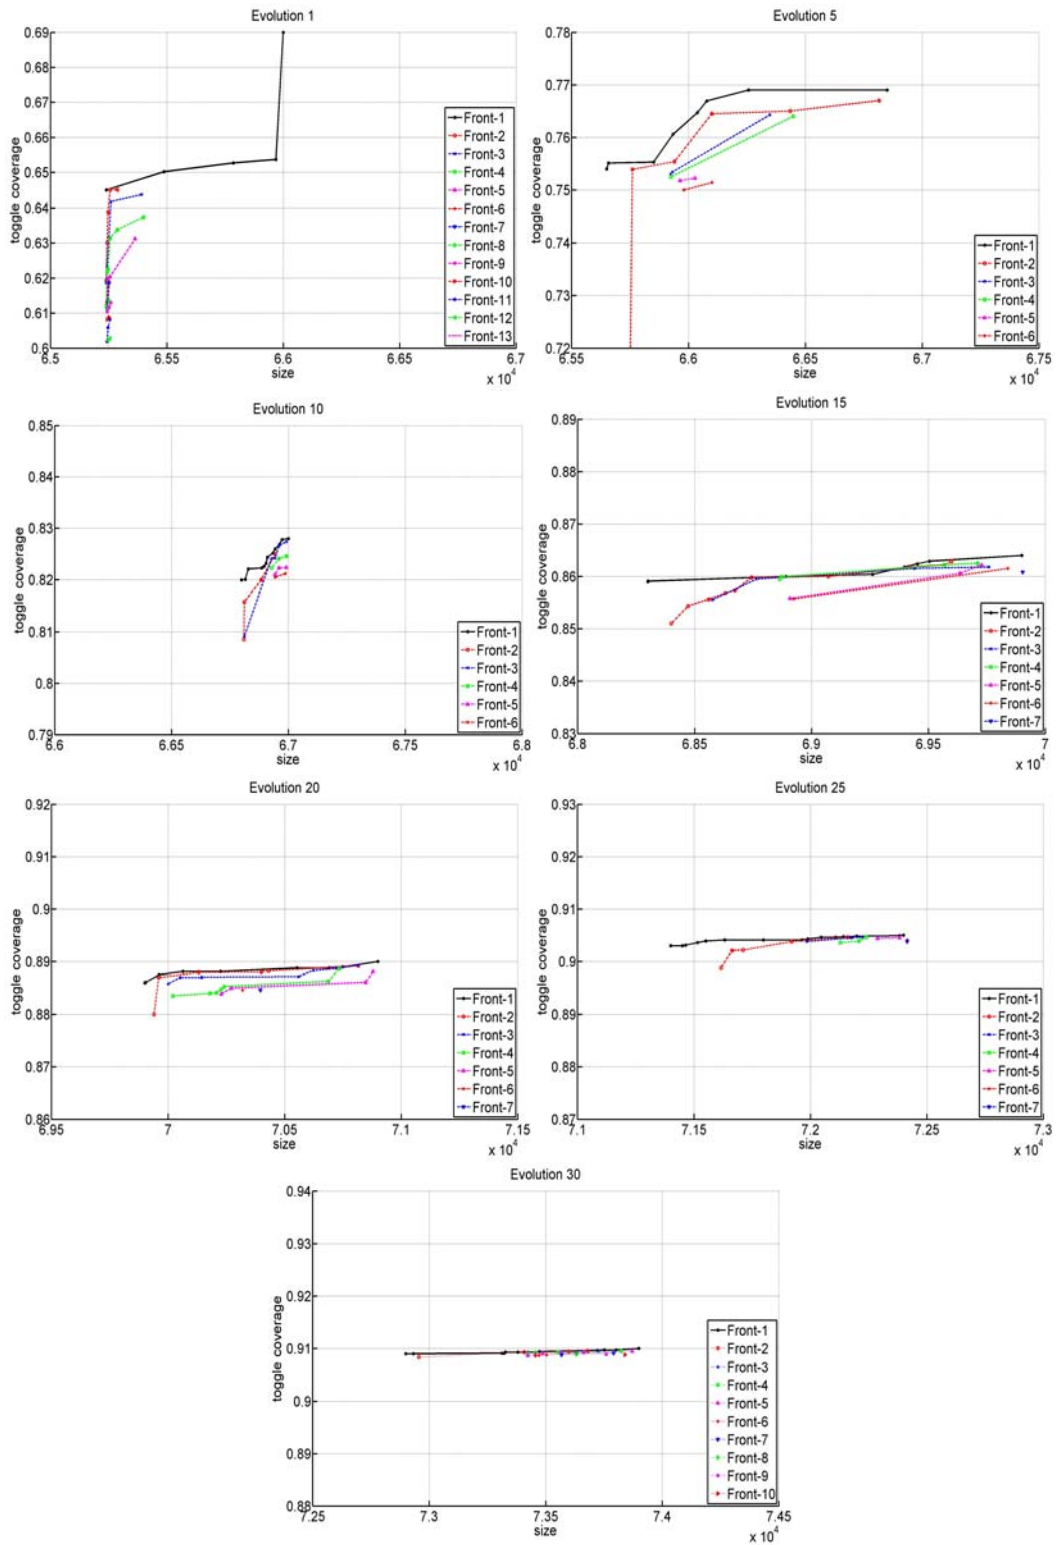 Evolution 1
0.69
0.68
0.67
0.66
0.65
0.64
0.63
0.62
0.61
0.6
toggle coverage
6.5
6.55
6.6
6.65
6.7
size
x 10^4
Front-1
Front-2
Front-3
Front-4
Front-5
Front-6
Front-7
Front-8
Front-9
Front-10
Front-11
Front-12
Front-13
Evolution 5
0.78
0.77
0.76
0.75
0.74
0.73
0.72
toggle coverage
6.55
6.6
6.65
6.7
6.75
size
x 10^4
Front-1
Front-2
Front-3
Front-4
Front-5
Front-6
Evolution 10
0.85
0.84
0.83
0.82
0.81
0.8
0.79
toggle coverage
6.6
6.65
6.7
6.75
6.8
size
x 10^4
Front-1
Front-2
Front-3
Front-4
Front-5
Front-6
Evolution 15
0.89
0.88
0.87
0.86
0.85
0.84
0.83
toggle coverage
6.8
6.85
6.9
6.95
7
size
x 10^4
Front-1
Front-2
Front-3
Front-4
Front-5
Front-6
Front-7
Evolution 20
0.92
0.91
0.9
0.89
0.88
0.87
0.86
toggle coverage
6.95
7
7.05
7.1
7.15
size
x 10^4
Front-1
Front-2
Front-3
Front-4
Front-5
Front-6
Front-7
Evolution 25
0.93
0.92
0.91
0.9
0.89
0.88
0.87
toggle coverage
7.1
7.15
7.2
7.25
7.3
size
x 10^4
Front-1
Front-2
Front-3
Front-4
Front-5
Front-6
Front-7
Evolution 30
0.94
0.93
0.92
0.91
0.9
0.89
0.88
toggle coverage
7.25
7.3
7.35
7.4
7.45
size
x 10^4
Front-1
Front-2
Front-3
Front-4
Front-5
Front-6
Front-7
Front-8
Front-9
Front-10